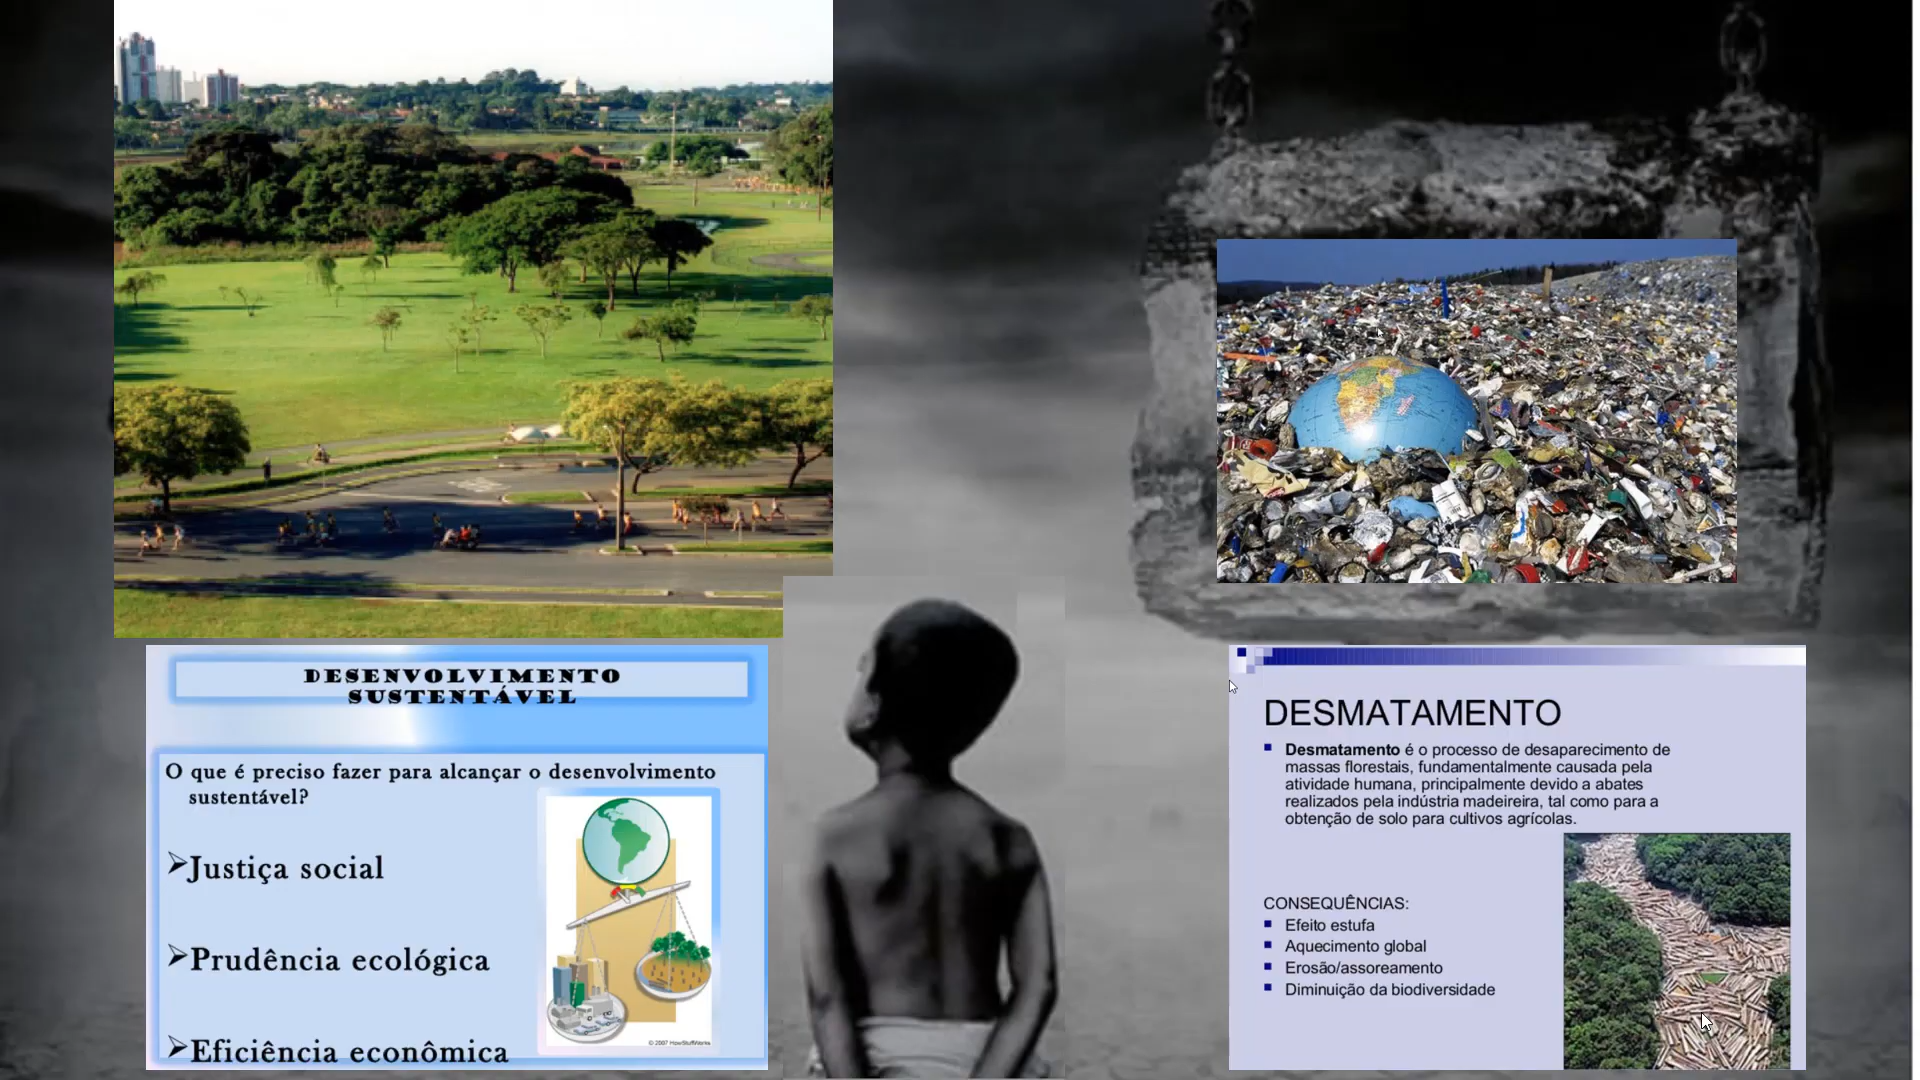 DESENVOLVIMENTO
SUSTENTÁVEL
O que é preciso fazer para alcançar o desenvolvimento
sustentável?
Justiça social
Prudência ecológica
Eficiência econômica
© 2007 HowStuffWorks
DESMATAMENTO
Desmatamento é o processo de desaparecimento de
massas florestais, fundamentalmente causada pela
atividade humana, principalmente devido a abates
realizados pela indústria madeireira, tal como para a
obtenção de solo para cultivos agrícolas.
CONSEQUÊNCIAS:
Efeito estufa
Aquecimento global
Erosão/assoreamento
Diminuição da biodiversidade